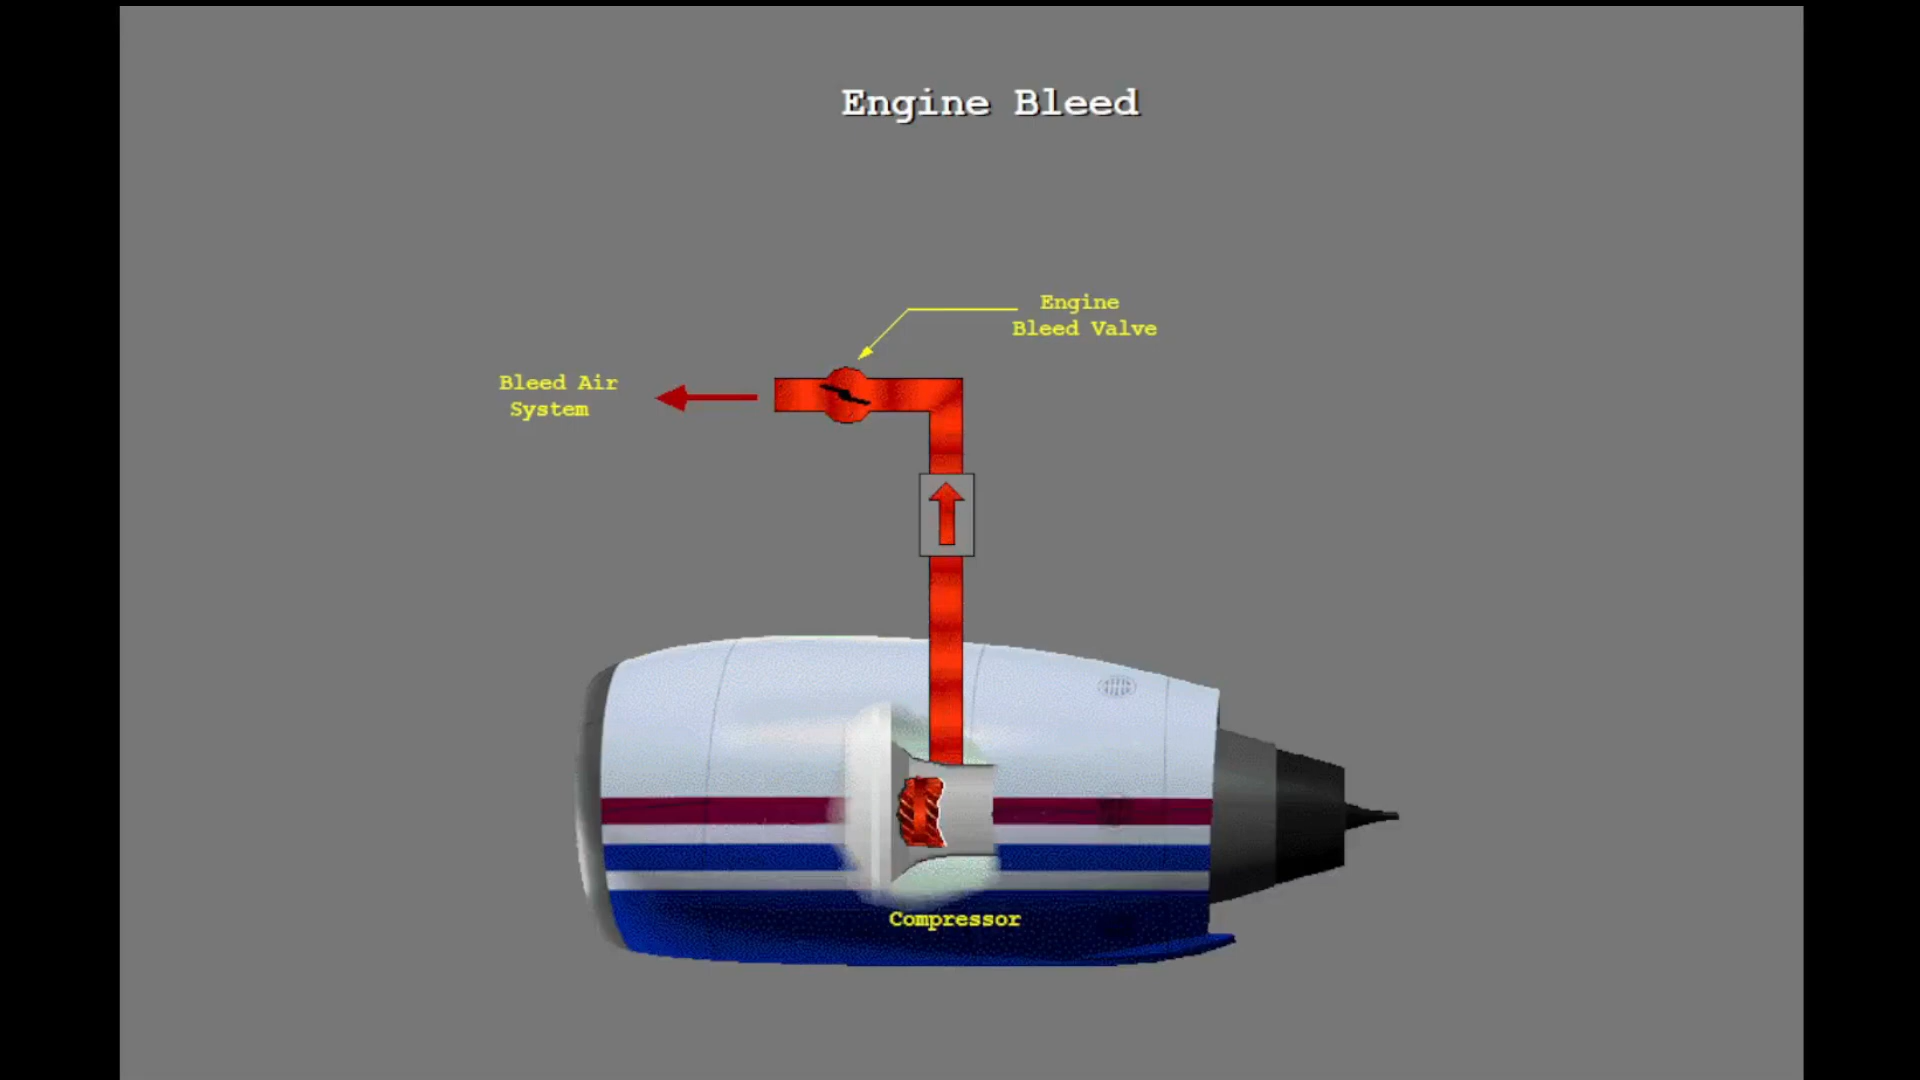 Engine Bleed
Engine
Bleed Valve
Bleed Air
System
Compressor